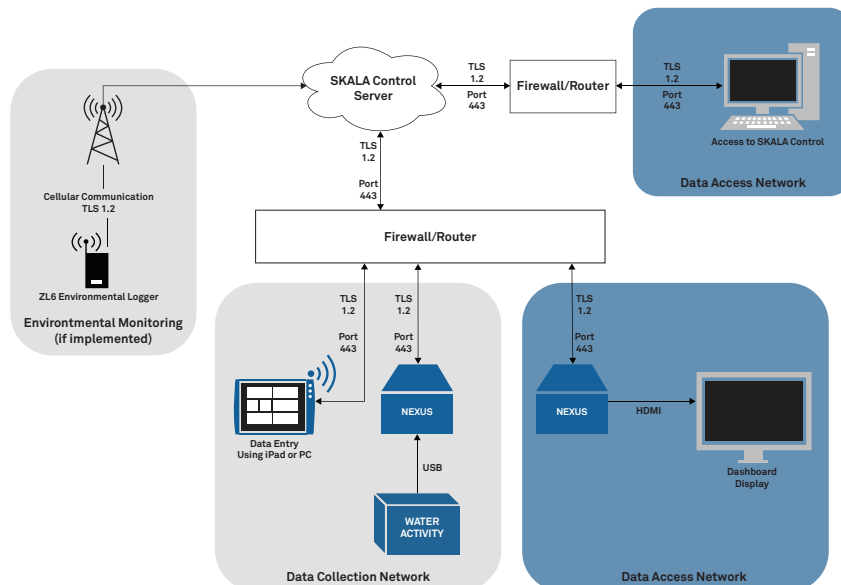 SKALA Control
Server
TLS
1.2
Port
443
Firewall/Router
TLS
1.2
Port
443
Access to SKALA Control
Data Access Network
Cellular Communication
TLS 1.2
ZL6 Environmental Logger
Environtmental Monitoring
(if implemented)
TLS
1.2
Port
443
Firewall/Router
TLS
1.2
Port
443
TLS
1.2
Port
443
TLS
1.2
Port
443
Data Entry
Using iPad or PC
NEXUS
USB
WATER
ACTIVITY
Data Collection Network
NEXUS
HDMI
Dashboard
Display
Data Access Network